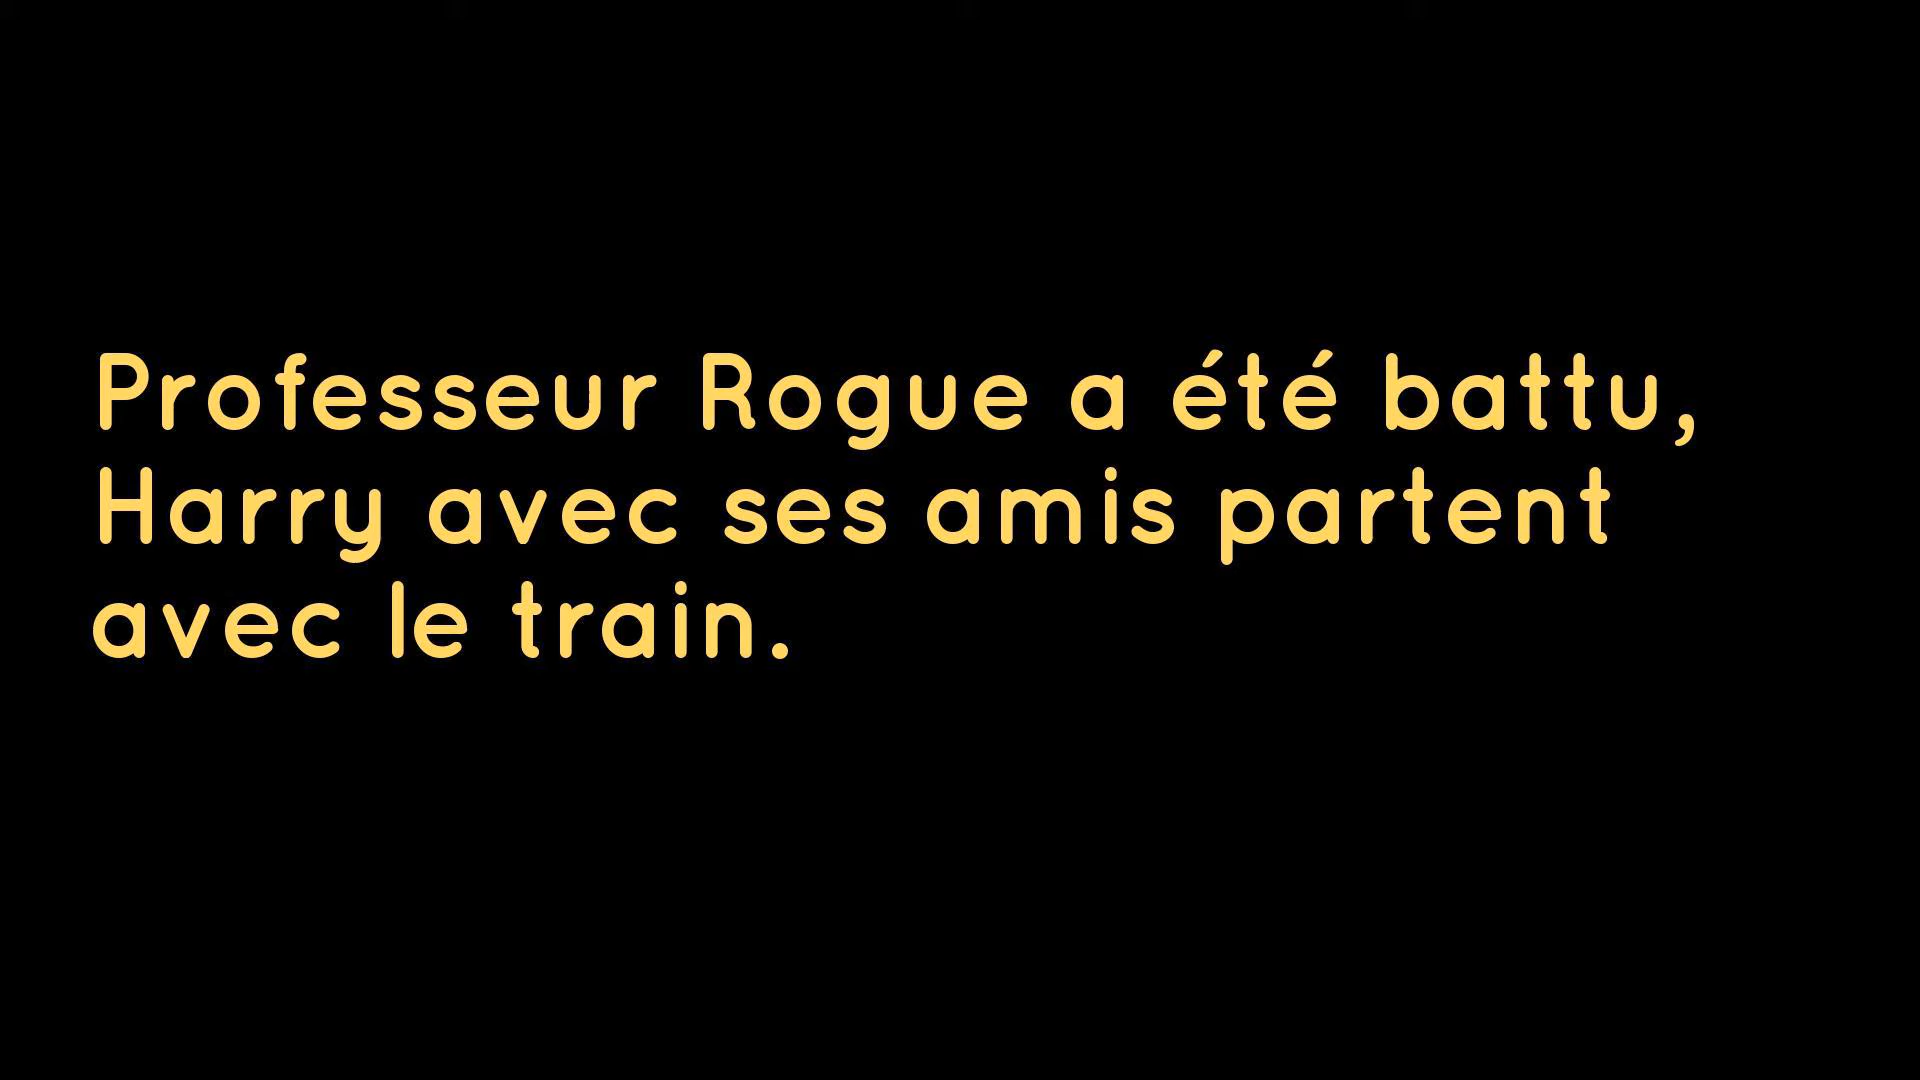 Professeur Rogue a été battu,
Harry avec ses amis partent
avec le train.